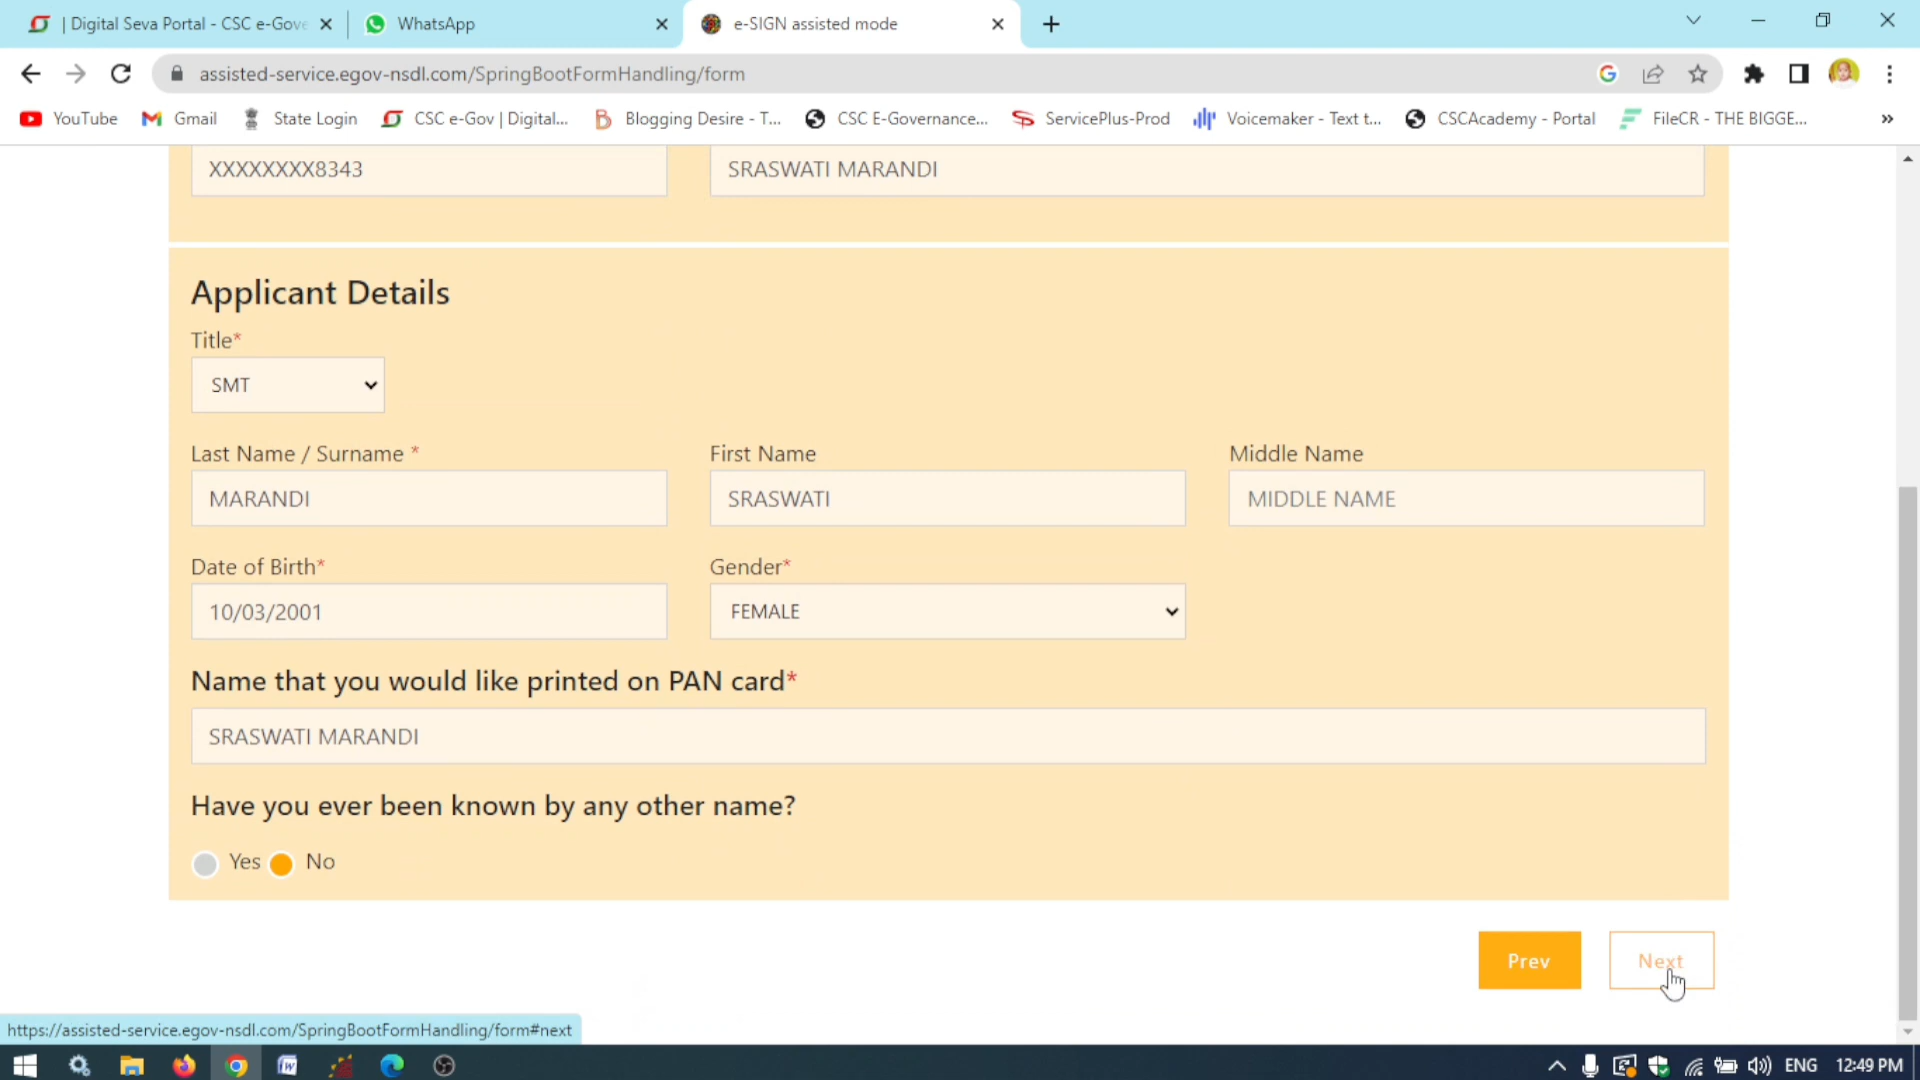 | Digital Seva Portal - CSC e-Gove
WhatsApp
e-SIGN assisted mode
assisted-service.egov-nsdl.com/SpringBootFormHandling/form
YouTube
Gmail
State Login
CSC e-Gov | Digital...
Blogging Desire - T...
CSC E-Governance...
ServicePlus-Prod
Voicemaker - Text t...
CSCAcademy - Portal
FileCR - THE BIGGE...
»
XXXXXXXX8343
SRASWATI MARANDI
Applicant Details
Title*
SMT
Last Name / Surname *
First Name
Middle Name
MARANDI
SRASWATI
MIDDLE NAME
Date of Birth*
Gender*
10/03/2001
FEMALE
Name that you would like printed on PAN card*
SRASWATI MARANDI
Have you ever been known by any other name?
Yes
No
Prev
Next
https://assisted-service.egov-nsdl.com/SpringBootFormHandling/form#next
ENG
12:49 PM